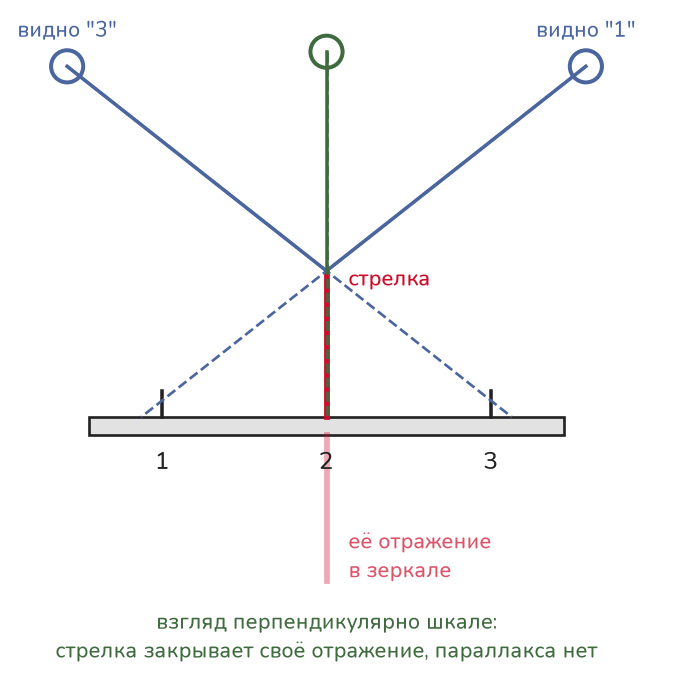 видно "3"
видно "1"
стрелка
1
2
3
её отражение
в зеркале
взгляд перпендикулярно шкале:
стрелка закрывает своё отражение, параллакса нет